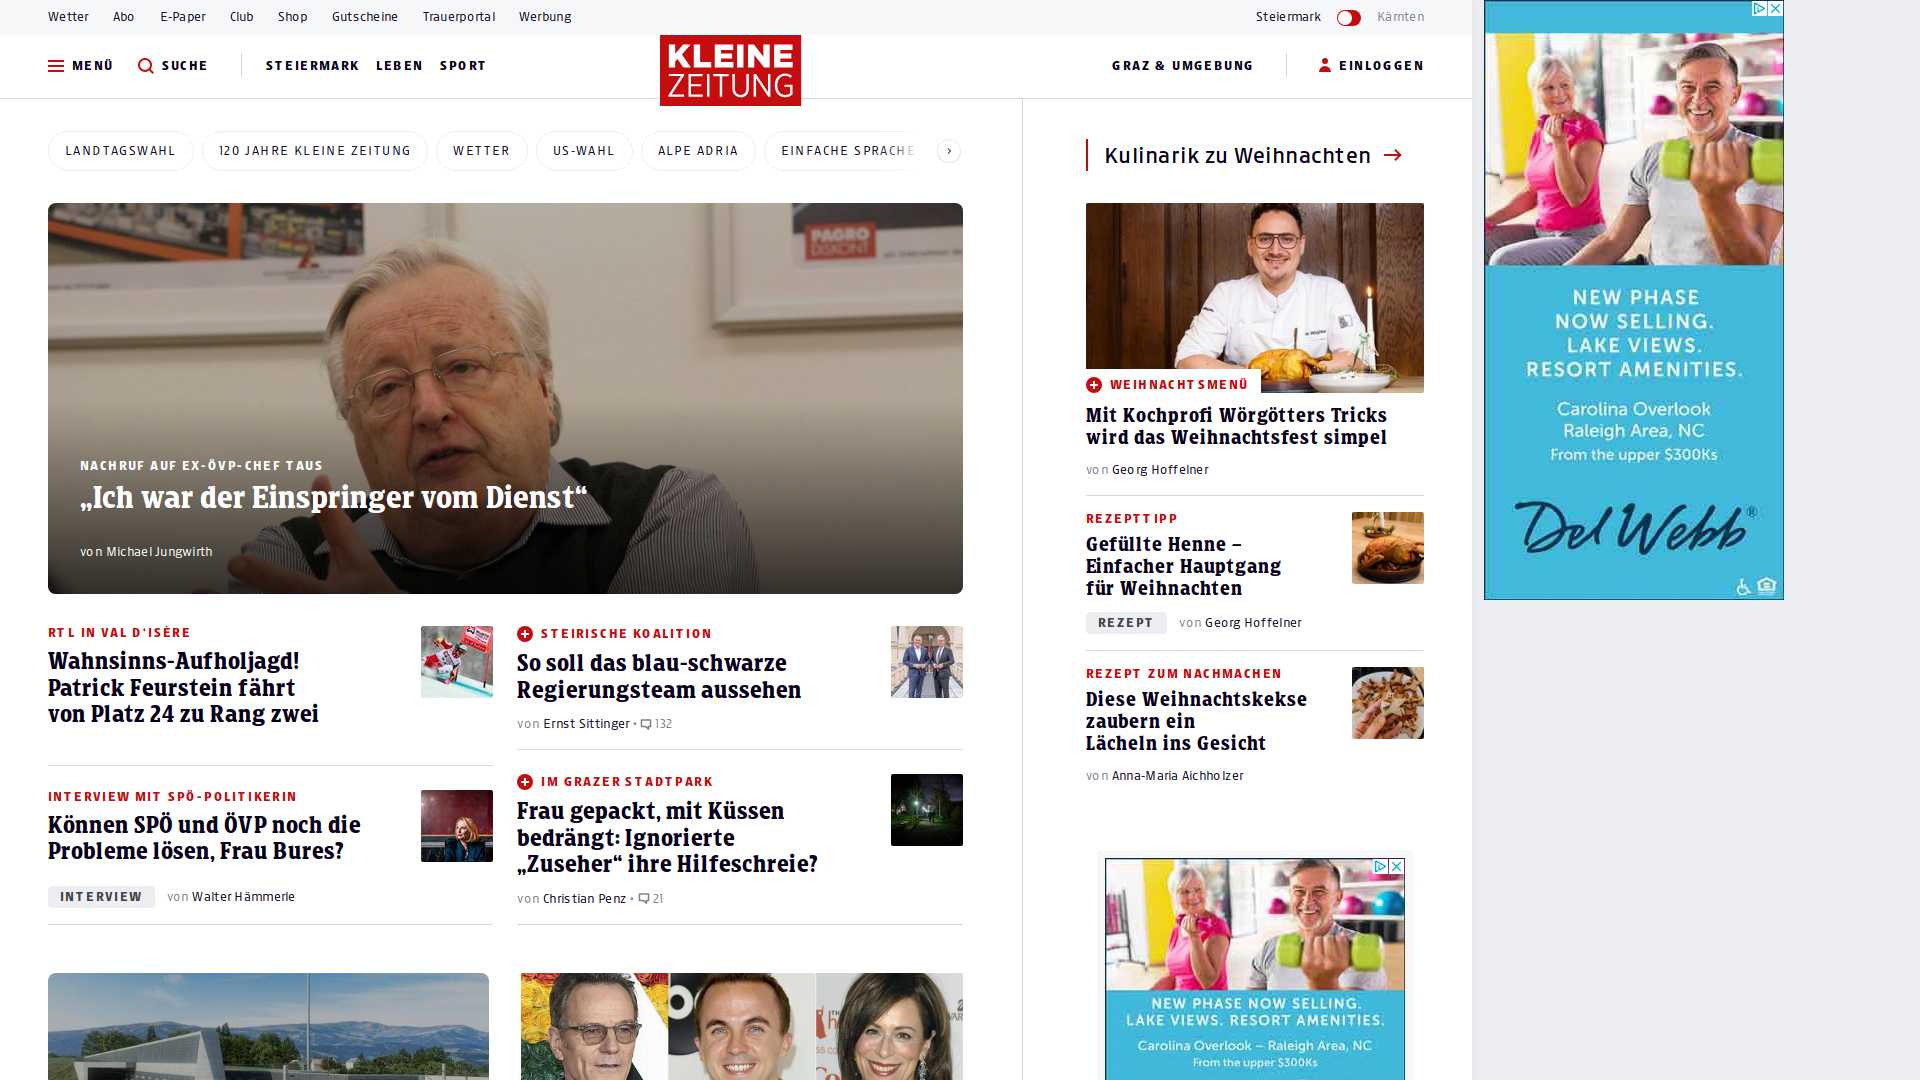 Wetter Abo E-Paper Club Shop Gutscheine Trauerportal Werbung
Steiermark Kärnten
MENÜ SUCHE STEIERMARK LEBEN SPORT
KLEINE
ZEITUNG
GRAZ & UMGEBUNG EINLOGGEN
LANDTAGSWAHL 120 JAHRE KLEINE ZEITUNG WETTER US-WAHL ALPE ADRIA EINFACHE SPRACHE
PAGRO
NACHRUF AUF EX-ÖVP-CHEF TAUS
„Ich war der Einspringer vom Dienst“
von Michael Jungwirth
RTL IN VAL D'ISÈRE
Wahnsinns-Aufholjagd!
Patrick Feurstein fährt
von Platz 24 zu Rang zwei
STEIRISCHE KOALITION
So soll das blau-schwarze
Regierungsteam aussehen
von Ernst Sittinger • 132
INTERVIEW MIT SPÖ-POLITIKERIN
Können SPÖ und ÖVP noch die
Probleme lösen, Frau Bures?
INTERVIEW von Walter Hämmerle
IM GRAZER STADTPARK
Frau gepackt, mit Küssen
bedrängt: Ignorierte
„Zuseher“ ihre Hilfeschreie?
von Christian Penz • 21
Kulinarik zu Weihnachten
WEIHNACHTSMENÜ
Mit Kochprofi Wörgötters Tricks
wird das Weihnachtsfest simpel
von Georg Hoffelner
REZEPTTIPP
Gefüllte Henne –
Einfacher Hauptgang
für Weihnachten
REZEPT von Georg Hoffelner
REZEPT ZUM NACHMACHEN
Diese Weihnachtskekse
zaubern ein
Lächeln ins Gesicht
von Anna-Maria Aichholzer
NEW PHASE NOW SELLING.
LAKE VIEWS. RESORT AMENITIES.
Carolina Overlook – Raleigh Area, NC
From the upper $300Ks
NEW PHASE
NOW SELLING.
LAKE VIEWS.
RESORT AMENITIES.
Carolina Overlook
Raleigh Area, NC
From the upper $300Ks
Del Webb®